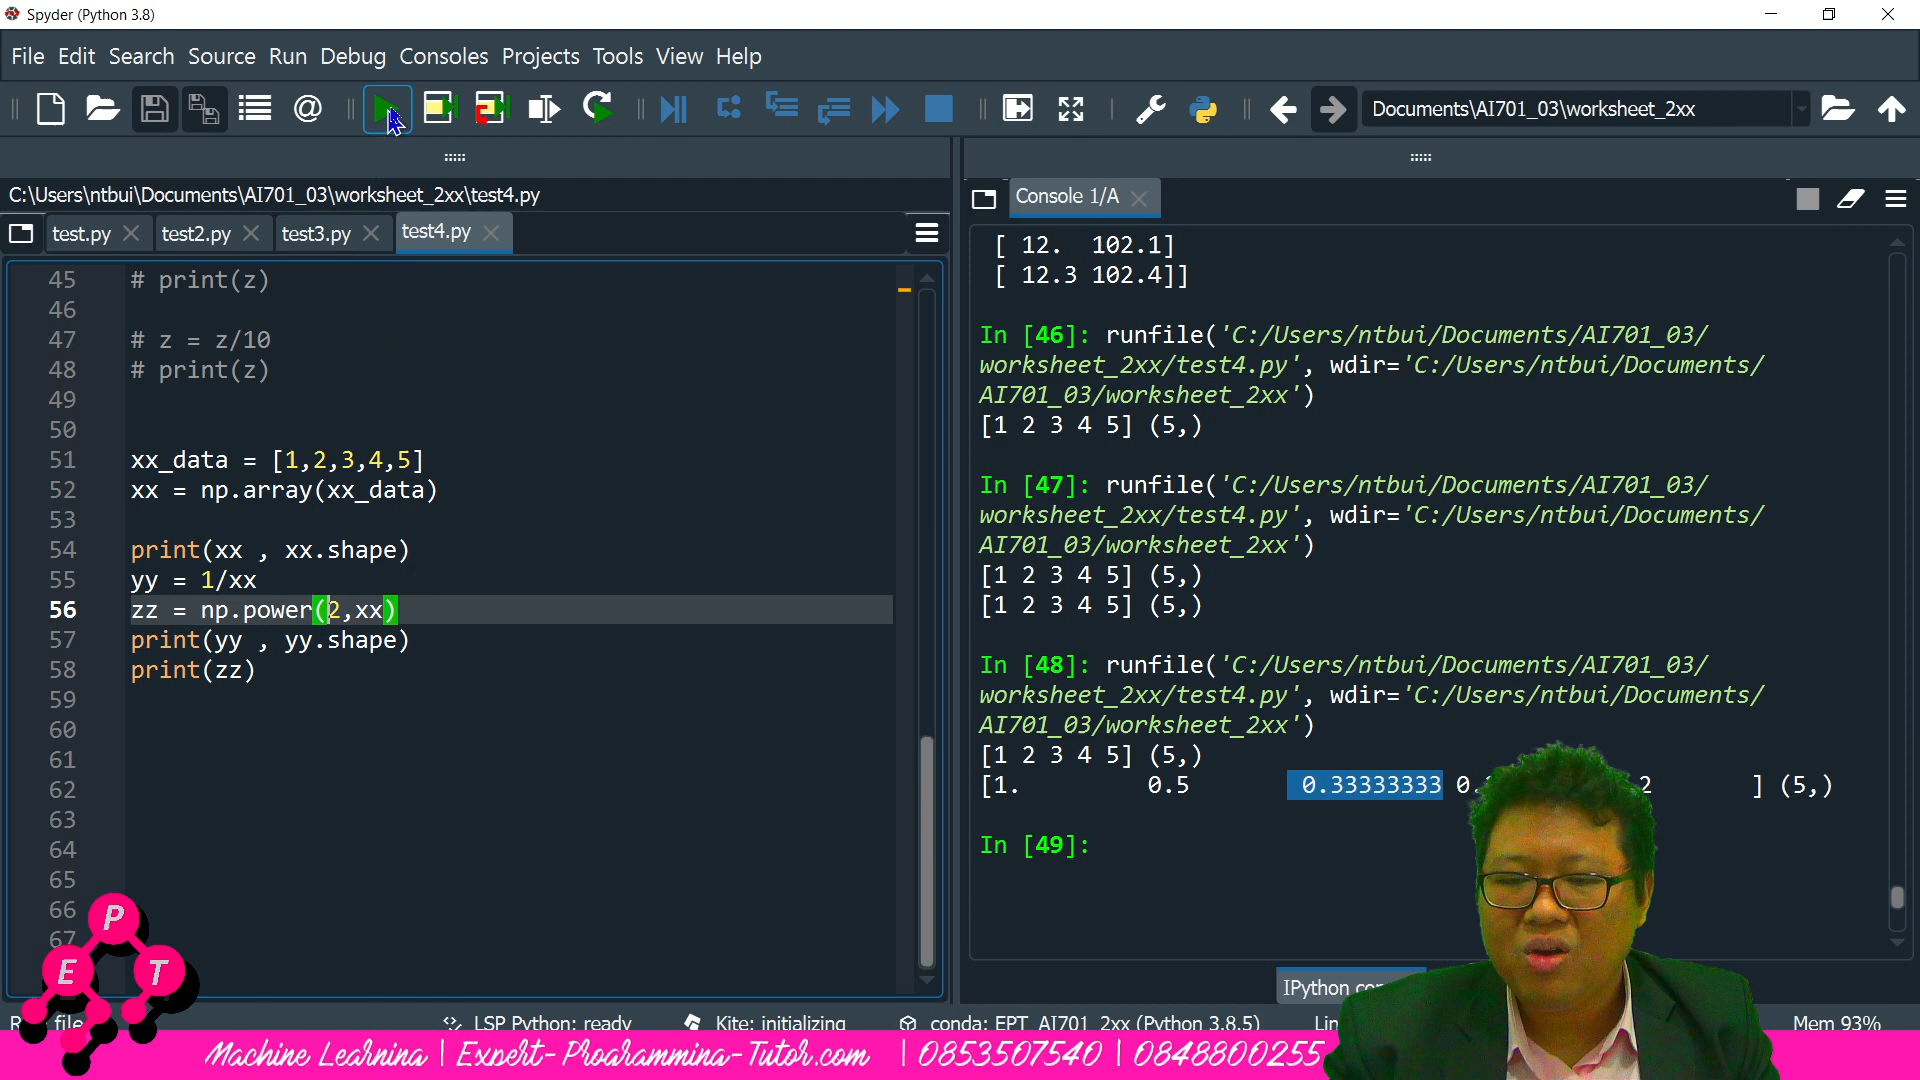 Spyder (Python 3.8)
File Edit Search Source Run Debug Consoles Projects Tools View Help
Documents\AI701_03\worksheet_2xx
C:\Users\ntbui\Documents\AI701_03\worksheet_2xx\test4.py
test.py test2.py test3.py test4.py
45 # print(z)
46
47 # z = z/10
48 # print(z)
49
50
51 xx_data = [1,2,3,4,5]
52 xx = np.array(xx_data)
53
54 print(xx , xx.shape)
55 yy = 1/xx
56 zz = np.power(2,xx)
57 print(yy , yy.shape)
58 print(zz)
59
60
61
62
63
64
65
66
67
Console 1/A
[ 12. 102.1]
[ 12.3 102.4]]
In [46]: runfile('C:/Users/ntbui/Documents/AI701_03/
worksheet_2xx/test4.py', wdir='C:/Users/ntbui/Documents/
AI701_03/worksheet_2xx')
[1 2 3 4 5] (5,)
In [47]: runfile('C:/Users/ntbui/Documents/AI701_03/
worksheet_2xx/test4.py', wdir='C:/Users/ntbui/Documents/
AI701_03/worksheet_2xx')
[1 2 3 4 5] (5,)
[1 2 3 4 5] (5,)
In [48]: runfile('C:/Users/ntbui/Documents/AI701_03/
worksheet_2xx/test4.py', wdir='C:/Users/ntbui/Documents/
AI701_03/worksheet_2xx')
[1 2 3 4 5] (5,)
[1. 0.5 0.33333333 0. 2 ] (5,)
In [49]:
IPython
LSP Python: ready Kite: initializing conda: EPT_AI701_2xx (Python 3.8.5) Mem 93%
P
E T
Machine Learning | Expert-Programming-Tutor.com | 0853507540 | 0848800255